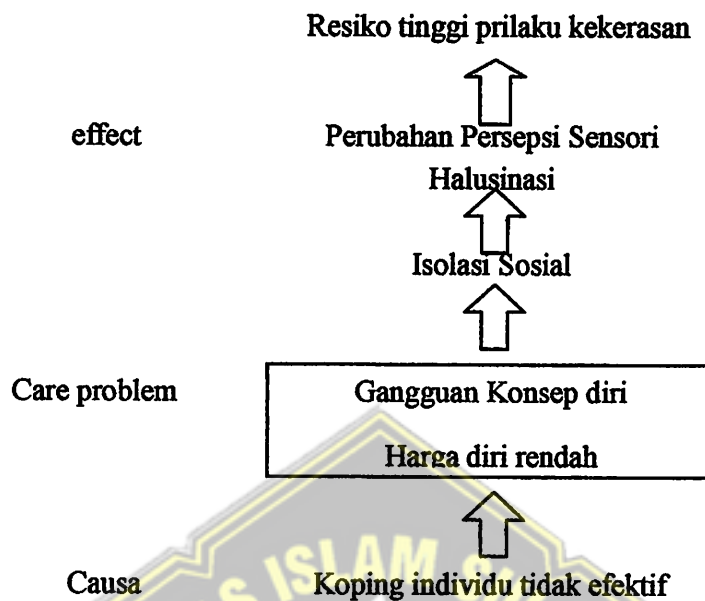 Resiko tinggi prilaku kekerasan
effect Perubahan Persepsi Sensori
Halusinasi
Isolasi Sosial
Care problem Gangguan Konsep diri
Harga diri rendah
ISLAM
Causa Koping individu tidak efektif